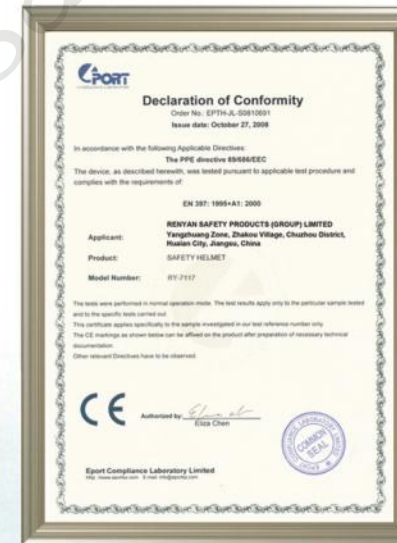 EPORT
Declaration of Conformity
Order No.: EPTH-JL-S0810691
Issue date: October 27, 2008
In accordance with the following Applicable Directives:
The PPE directive 89/686/EEC
The device, as described herewith, was tested pursuant to applicable test procedure and
complies with the requirements of:
EN 397: 1995+A1: 2000
Applicant: RENYAN SAFETY PRODUCTS (GROUP) LIMITED
Yangzhuang Zone, Zhakou Village, Chuzhou District,
Huaian City, Jiangsu, China
Product: SAFETY HELMET
Model Number: RY-7117
The tests were performed in normal operation mode. The test results apply only to the particular sample tested
and to the specific tests carried out.
This certificate applies specifically to the sample investigated in our test reference number only.
The CE markings as shown below can be affixed on the product after preparation of necessary technical
documentation.
Other relevant Directives have to be observed.
CE
Authorized by:
Eliza Chen
COMMON
SEAL
Eport Compliance Laboratory Limited